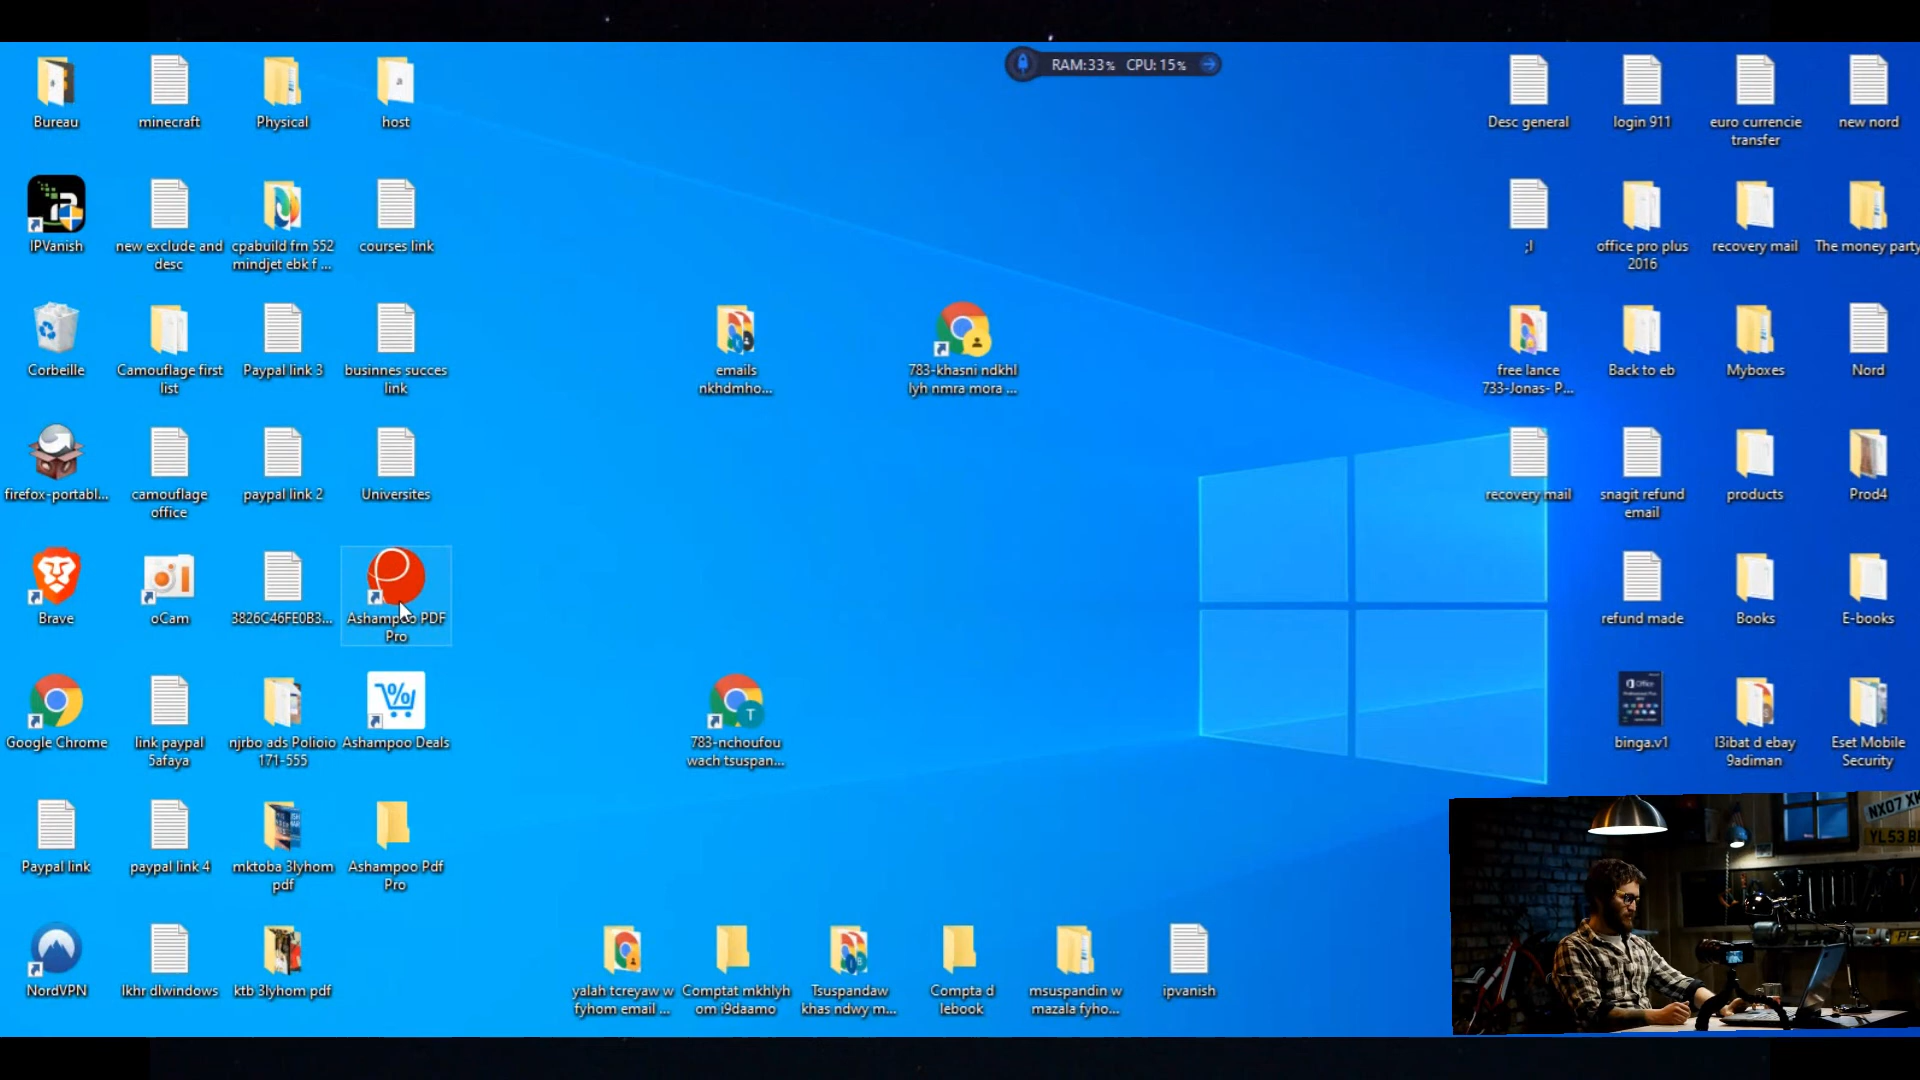 RAM:33% CPU: 15%
Bureau
minecraft
Physical
host
Desc general
login 911
euro currencie
transfer
new nord
IPVanish
new exclude and
desc
cpabuild frn 552
mindjet ebk f ...
courses link
;l
office pro plus
2016
recovery mail
The money party
Corbeille
Camouflage first
list
Paypal link 3
businnes succes
link
emails
nkhdmho...
783-khasni ndkhl
lyh nmra mora ...
free lance
733-Jonas- P...
Back to eb
Myboxes
Nord
firefox-portabl...
camouflage
office
paypal link 2
Universites
recovery mail
snagit refund
email
products
Prod4
Brave
oCam
3826C46FE0B3...
Ashampoo PDF
Pro
refund made
Books
E-books
Google Chrome
link paypal
5afaya
njrbo ads Polioio
171-555
Ashampoo Deals
783-nchoufou
wach tsuspan...
Office
binga.v1
l3ibat d ebay
9adiman
Eset Mobile
Security
Paypal link
paypal link 4
mktoba 3lyhom
pdf
Ashampoo Pdf
Pro
NX07 XK
YL53 B
NordVPN
lkhr dlwindows
ktb 3lyhom pdf
yalah tcreyaw w
fyhom email ...
Comptat mkhlyh
om i9daamo
Tsuspandaw
khas ndwy m...
Compta d
lebook
msuspandin w
mazala fyho...
ipvanish